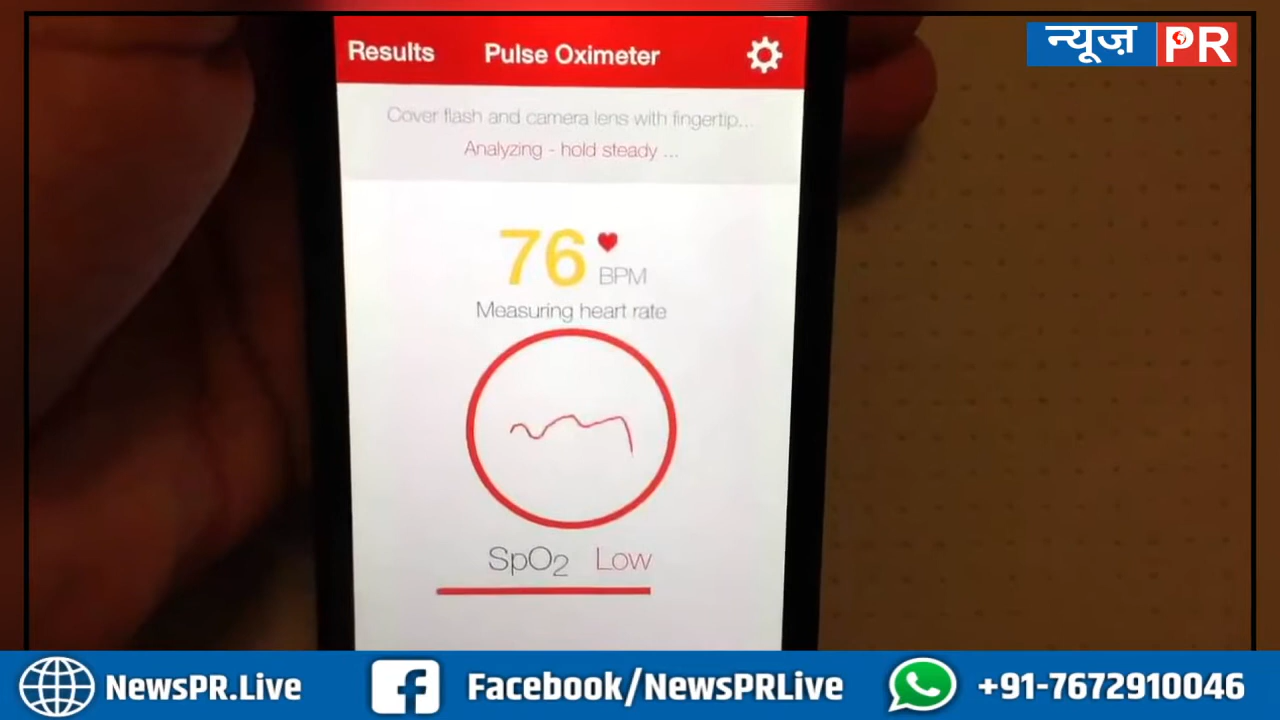 न्यूज़ PR
Results Pulse Oximeter
Cover flash and camera lens with fingertip...
Analyzing - hold steady ...
76
BPM
Measuring heart rate
SpO2 Low
NewsPR.Live Facebook/NewsPRLive +91-7672910046